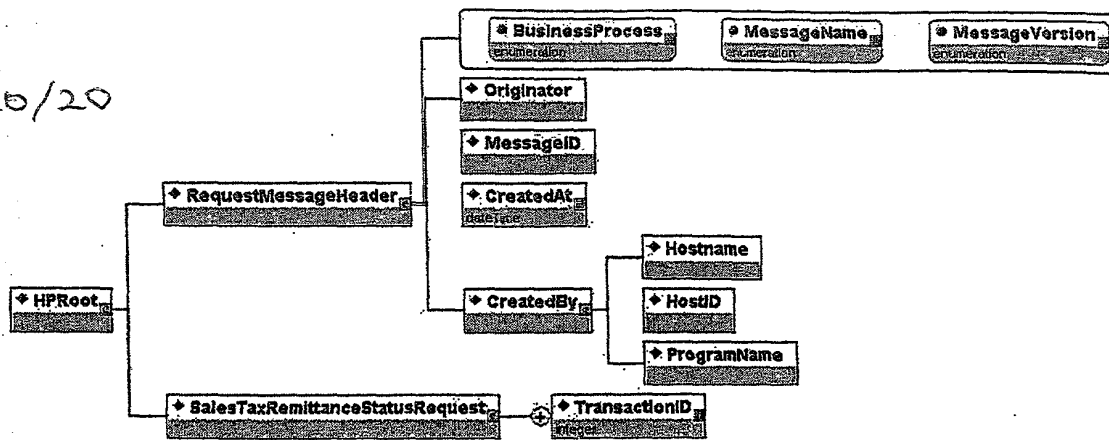 BusinessProcess
enumeration
MessageName
enumeration
MessageVersion
enumeration
/20
Originator
MessageID
RequestMessageHeader
CreatedAt
dateTime
Hostname
HPRoot
CreatedBy
HostID
ProgramName
SalesTaxRemittanceStatusRequest
TransactionID
integer